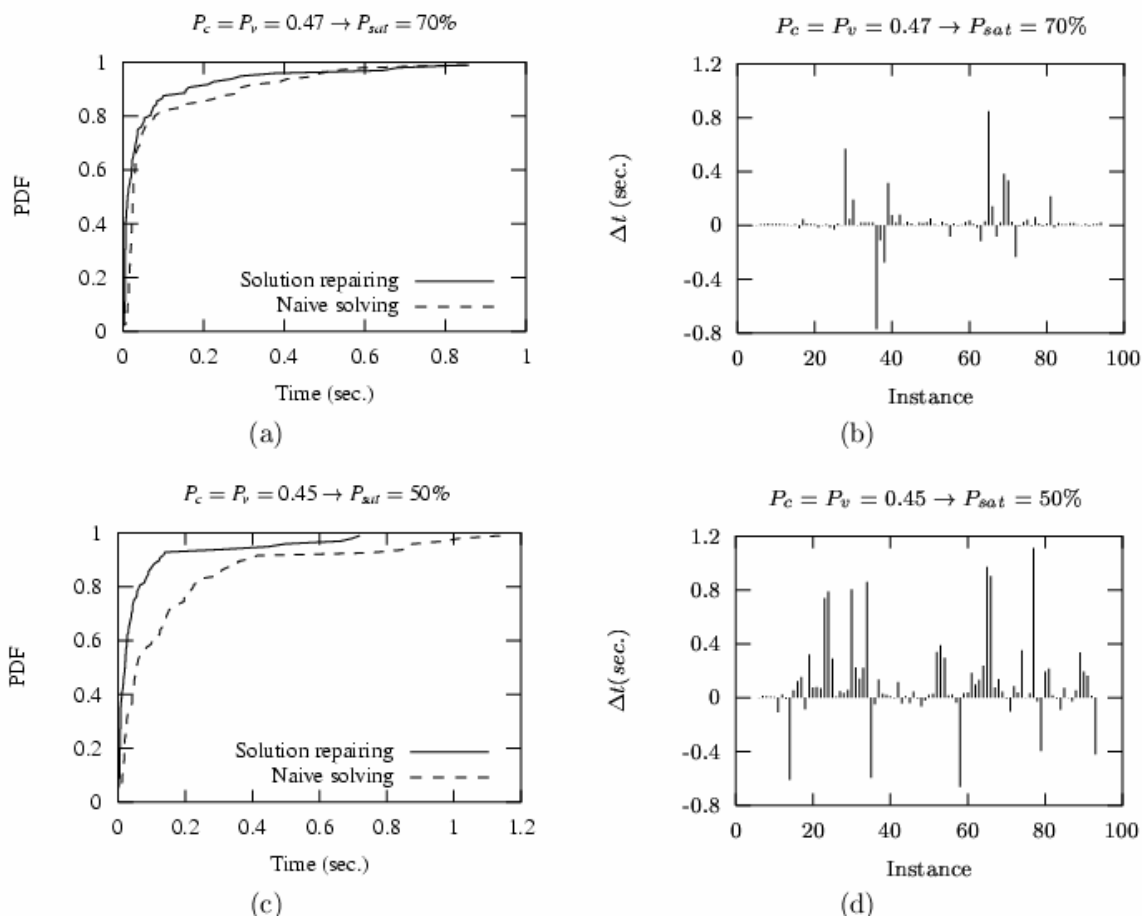 P_c = P_v = 0.47 → P_sat = 70%
1
0.8
0.6
0.4
0.2
0
PDF
Solution repairing
Naive solving
0 0.2 0.4 0.6 0.8 1
Time (sec.)
(a)
P_c = P_v = 0.47 → P_sat = 70%
1.2
0.8
0.4
0
-0.4
-0.8
Δt (sec.)
0 20 40 60 80 100
Instance
(b)
P_c = P_v = 0.45 → P_sat = 50%
1
0.8
0.6
0.4
0.2
0
PDF
Solution repairing
Naive solving
0 0.2 0.4 0.6 0.8 1 1.2
Time (sec.)
(c)
P_c = P_v = 0.45 → P_sat = 50%
1.2
0.8
0.4
0
-0.4
-0.8
Δt(sec.)
0 20 40 60 80 100
Instance
(d)